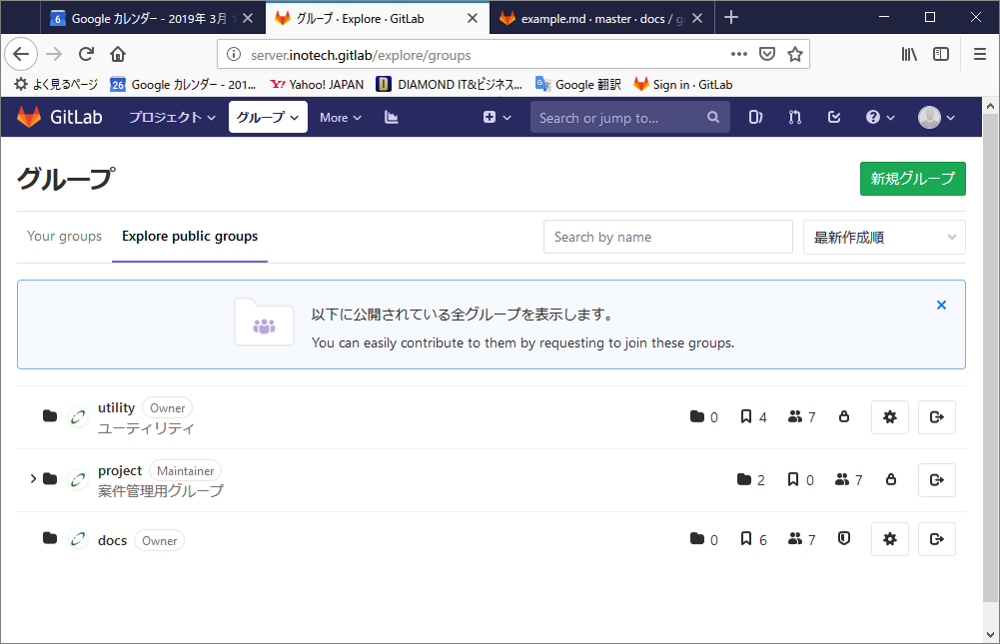 6 Google カレンダー - 2019年 3月 1
グループ · Explore · GitLab
example.md · master · docs / gi
server.inotech.gitlab/explore/groups
よく見るページ
26 Google カレンダー - 201...
Y! Yahoo! JAPAN
D DIAMOND IT&ビジネス...
G Google 翻訳
Sign in · GitLab
GitLab
プロジェクト
グループ
More
Search or jump to...
グループ
新規グループ
Your groups
Explore public groups
Search by name
最新作成順
以下に公開されている全グループを表示します。
You can easily contribute to them by requesting to join these groups.
utility Owner 0 4 7
ユーティリティ
project Maintainer 2 0 7
案件管理用グループ
docs Owner 0 6 7